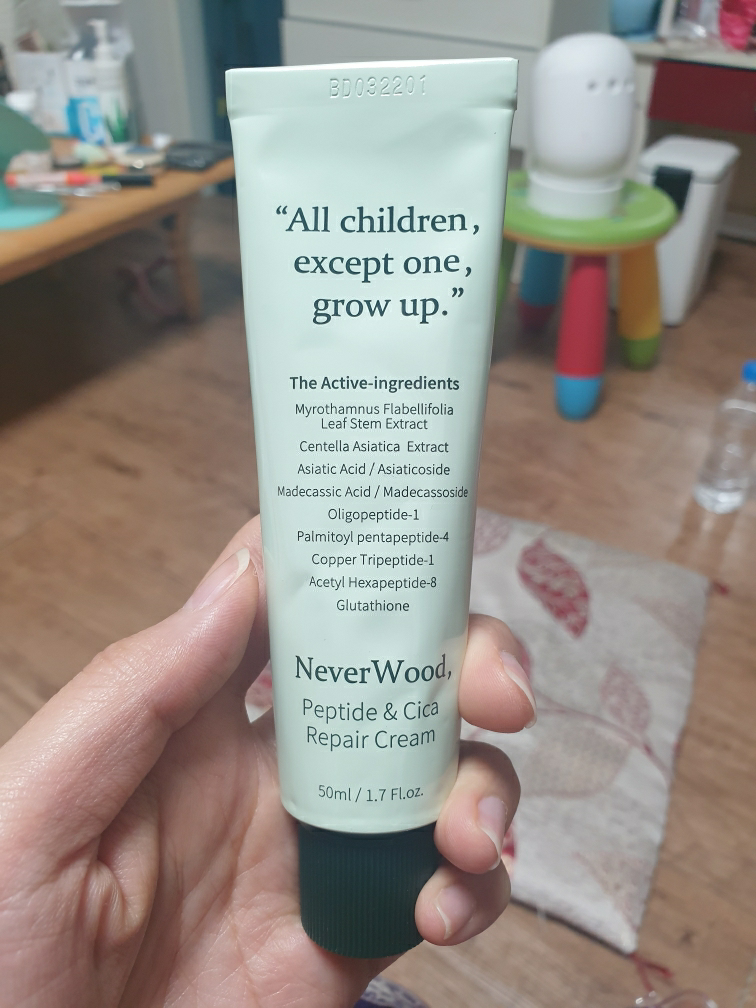 BD032201
“All children,
except one,
grow up.”
The Active-ingredients
Myrothamnus Flabellifolia
Leaf Stem Extract
Centella Asiatica Extract
Asiatic Acid / Asiaticoside
Madecassic Acid / Madecassoside
Oligopeptide-1
Palmitoyl pentapeptide-4
Copper Tripeptide-1
Acetyl Hexapeptide-8
Glutathione
NeverWood,
Peptide & Cica
Repair Cream
50ml / 1.7 Fl.oz.